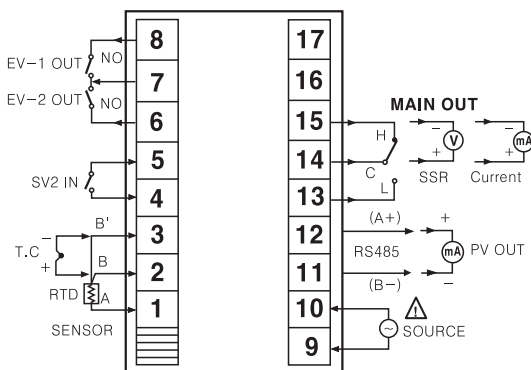 8
7
6
5
4
3
2
1
17
16
15
14
13
12
11
10
9
EV-1 OUT
NO
EV-2 OUT
NO
SV2 IN
B'
T.C
−
+
B
RTD
A
SENSOR
MAIN OUT
H
C
L
−
V
+
SSR
−
mA
+
Current
(A+)
RS485
(B−)
+
mA
−
PV OUT
!
~
SOURCE